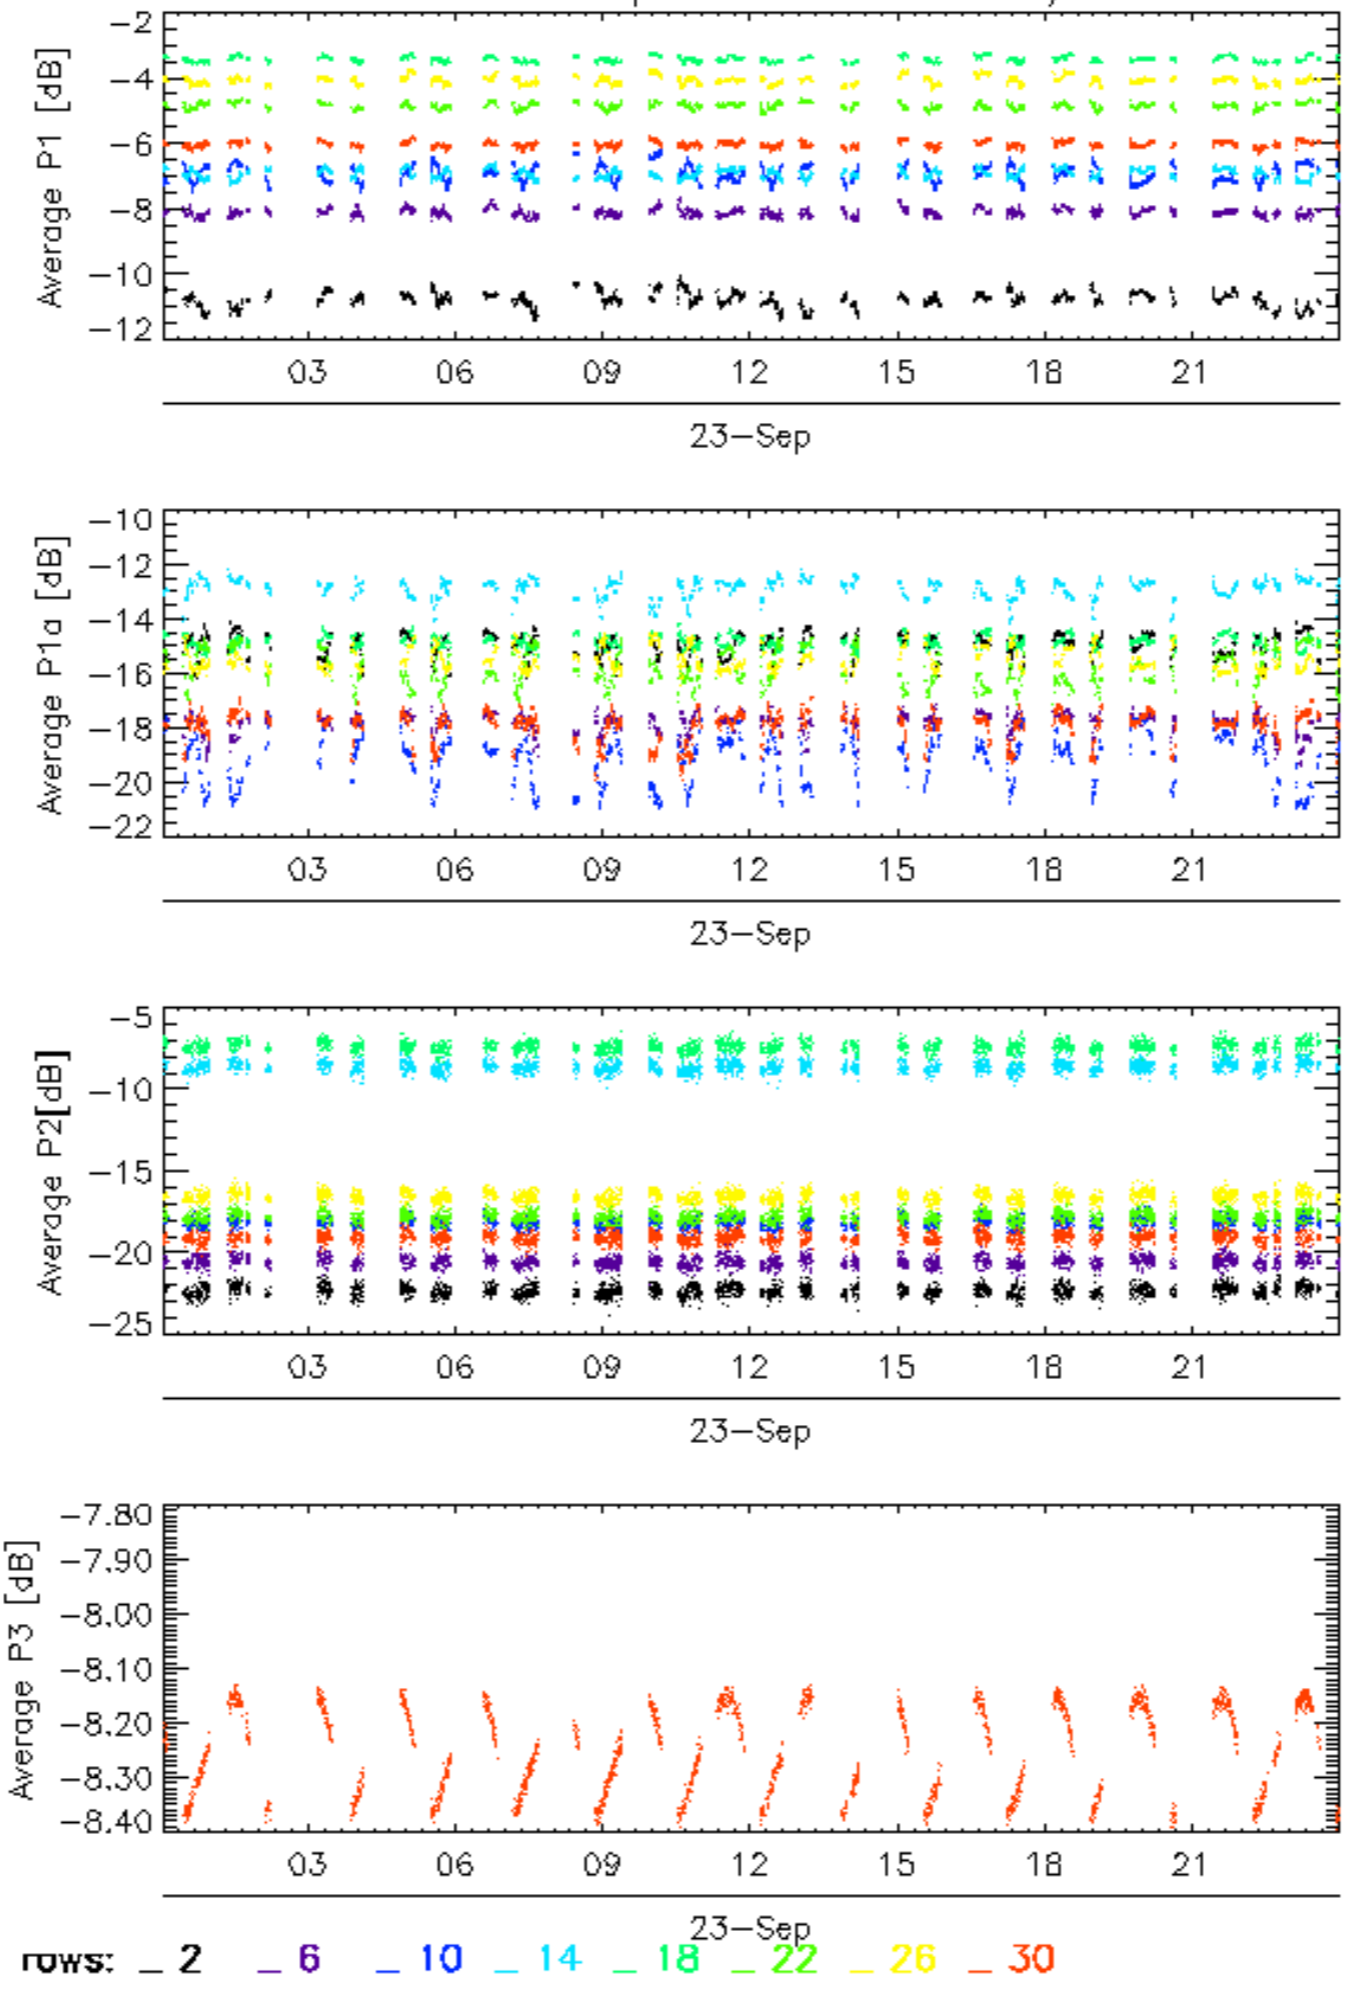 Average P1 [dB]
−2
−4
−6
−8
−10
−12
03 06 09 12 15 18 21
23−Sep
Average P1a [dB]
−10
−12
−14
−16
−18
−20
−22
03 06 09 12 15 18 21
23−Sep
Average P2[dB]
−5
−10
−15
−20
−25
03 06 09 12 15 18 21
23−Sep
Average P3 [dB]
−7.80
−7.90
−8.00
−8.10
−8.20
−8.30
−8.40
03 06 09 12 15 18 21
23−Sep
rows: _ 2 _ 6 _ 10 _ 14 _ 18 _ 22 _ 26 _ 30